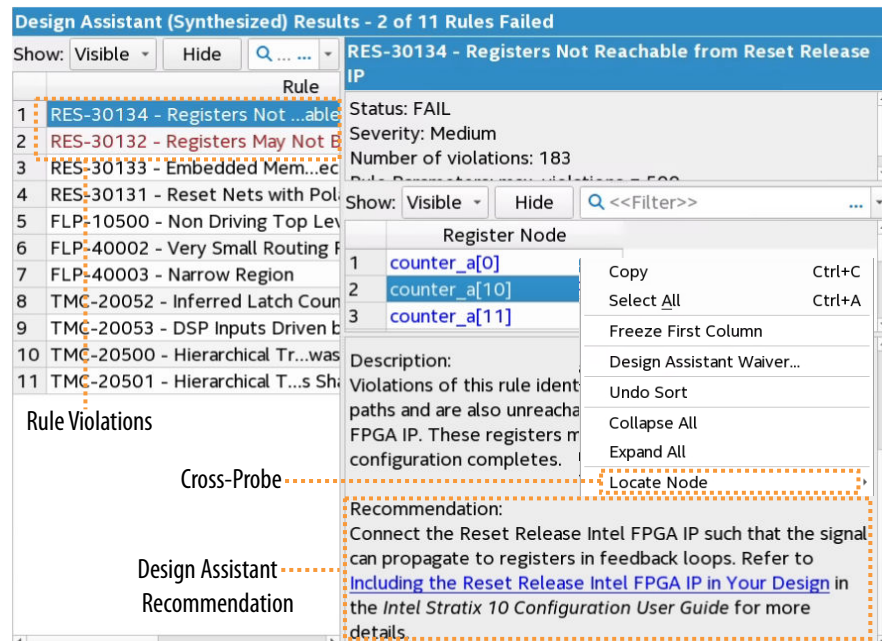 Design Assistant (Synthesized) Results - 2 of 11 Rules Failed
Show: Visible Hide ... ...
Rule
1 RES-30134 - Registers Not ...able
2 RES-30132 - Registers May Not B
3 RES-30133 - Embedded Mem...ec
4 RES-30131 - Reset Nets with Pol
5 FLP-10500 - Non Driving Top Lev
6 FLP-40002 - Very Small Routing R
7 FLP-40003 - Narrow Region
8 TMC-20052 - Inferred Latch Coun
9 TMC-20053 - DSP Inputs Driven b
10 TMC-20500 - Hierarchical Tr...was
11 TMC-20501 - Hierarchical T...s Sha
Rule Violations
Cross-Probe
Design Assistant
Recommendation
RES-30134 - Registers Not Reachable from Reset Release
IP
Status: FAIL
Severity: Medium
Number of violations: 183
Rule Parameters: max_violations = 500
Show: Visible Hide <<Filter>> ...
Register Node
1 counter_a[0]
2 counter_a[10]
3 counter_a[11]
Copy Ctrl+C
Select All Ctrl+A
Freeze First Column
Design Assistant Waiver...
Undo Sort
Collapse All
Expand All
Locate Node
Description:
Violations of this rule ident
paths and are also unreacha
FPGA IP. These registers m
configuration completes.
Recommendation:
Connect the Reset Release Intel FPGA IP such that the signal
can propagate to registers in feedback loops. Refer to
Including the Reset Release Intel FPGA IP in Your Design in
the Intel Stratix 10 Configuration User Guide for more
details.